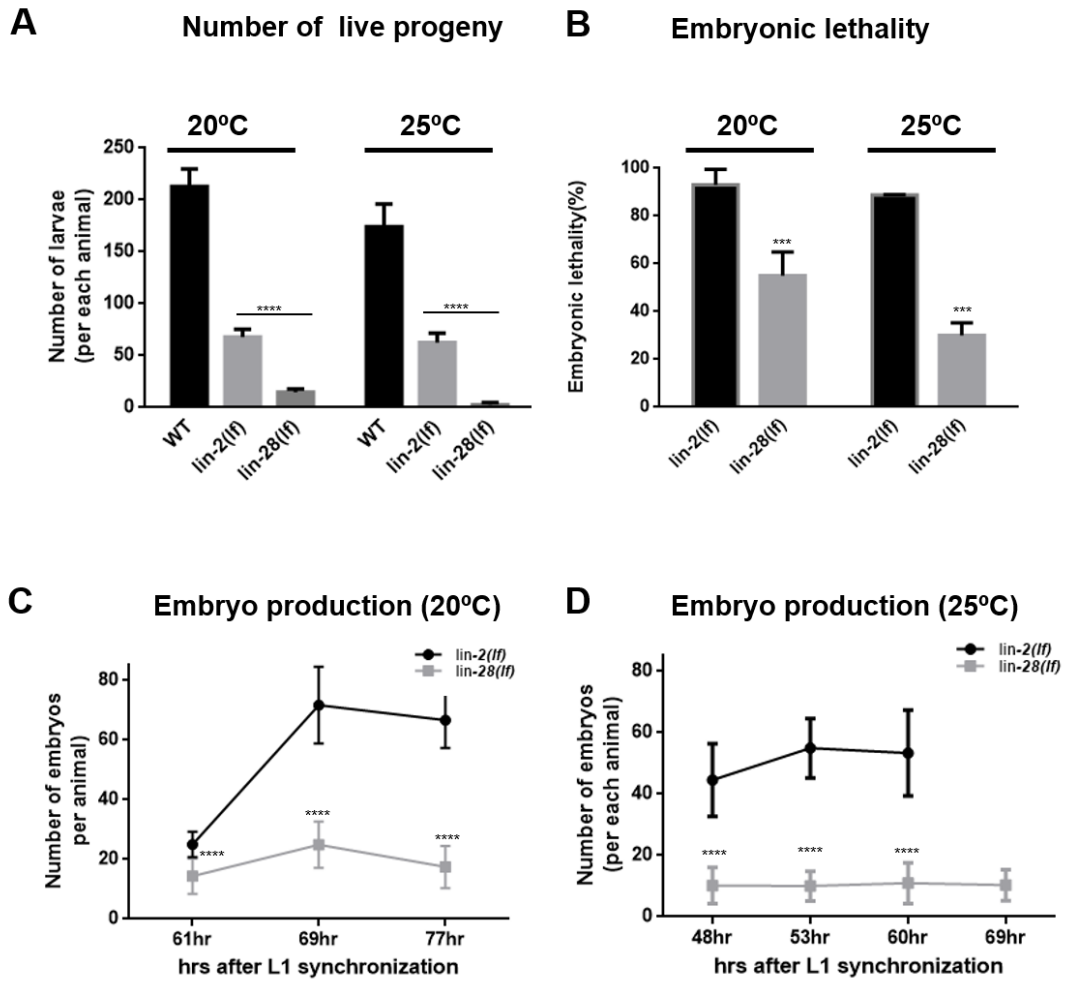 A
Number of  live progeny
20ºC
25ºC
Number of larvae
(per each animal)
250
200
150
100
50
0
****
****
WT
lin-2(lf)
lin-28(lf)
WT
lin-2(lf)
lin-28(lf)
B
Embryonic lethality
20ºC
25ºC
Embryonic lethality(%)
100
80
60
40
20
0
***
***
lin-2(lf)
lin-28(lf)
lin-2(lf)
lin-28(lf)
C
Embryo production (20ºC)
lin-2(lf)
lin-28(lf)
Number of embryos
per animal)
80
60
40
20
0
****
****
****
61hr
69hr
77hr
hrs after L1 synchronization
D
Embryo production (25ºC)
lin-2(lf)
lin-28(lf)
Number of embryos
(per each animal)
80
60
40
20
0
****
****
****
48hr
53hr
60hr
69hr
hrs after L1 synchronization